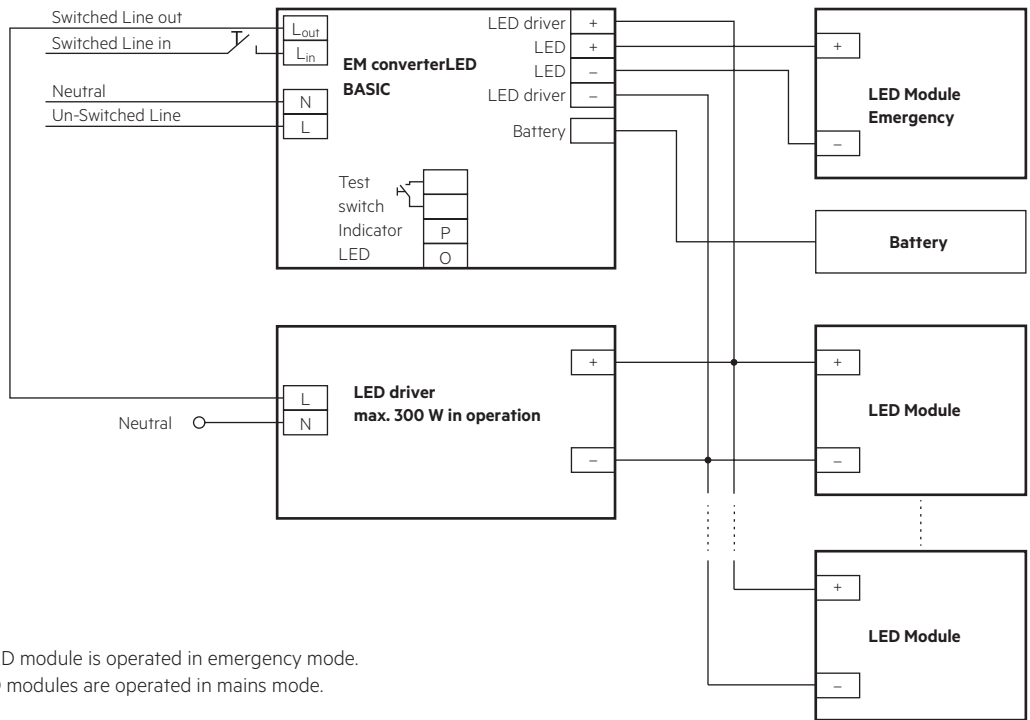 Switched Line out
Switched Line in
Neutral
Un-Switched Line
Lout
Lin
N
L
EM converterLED
BASIC
LED driver +
LED +
LED –
LED driver –
Battery
Test
switch
Indicator P
LED O
+
–
LED Module
Emergency
Battery
L
N
Neutral
LED driver
max. 300 W in operation
+
–
+
–
LED Module
+
–
LED Module
module is operated in emergency mode.
modules are operated in mains mode.